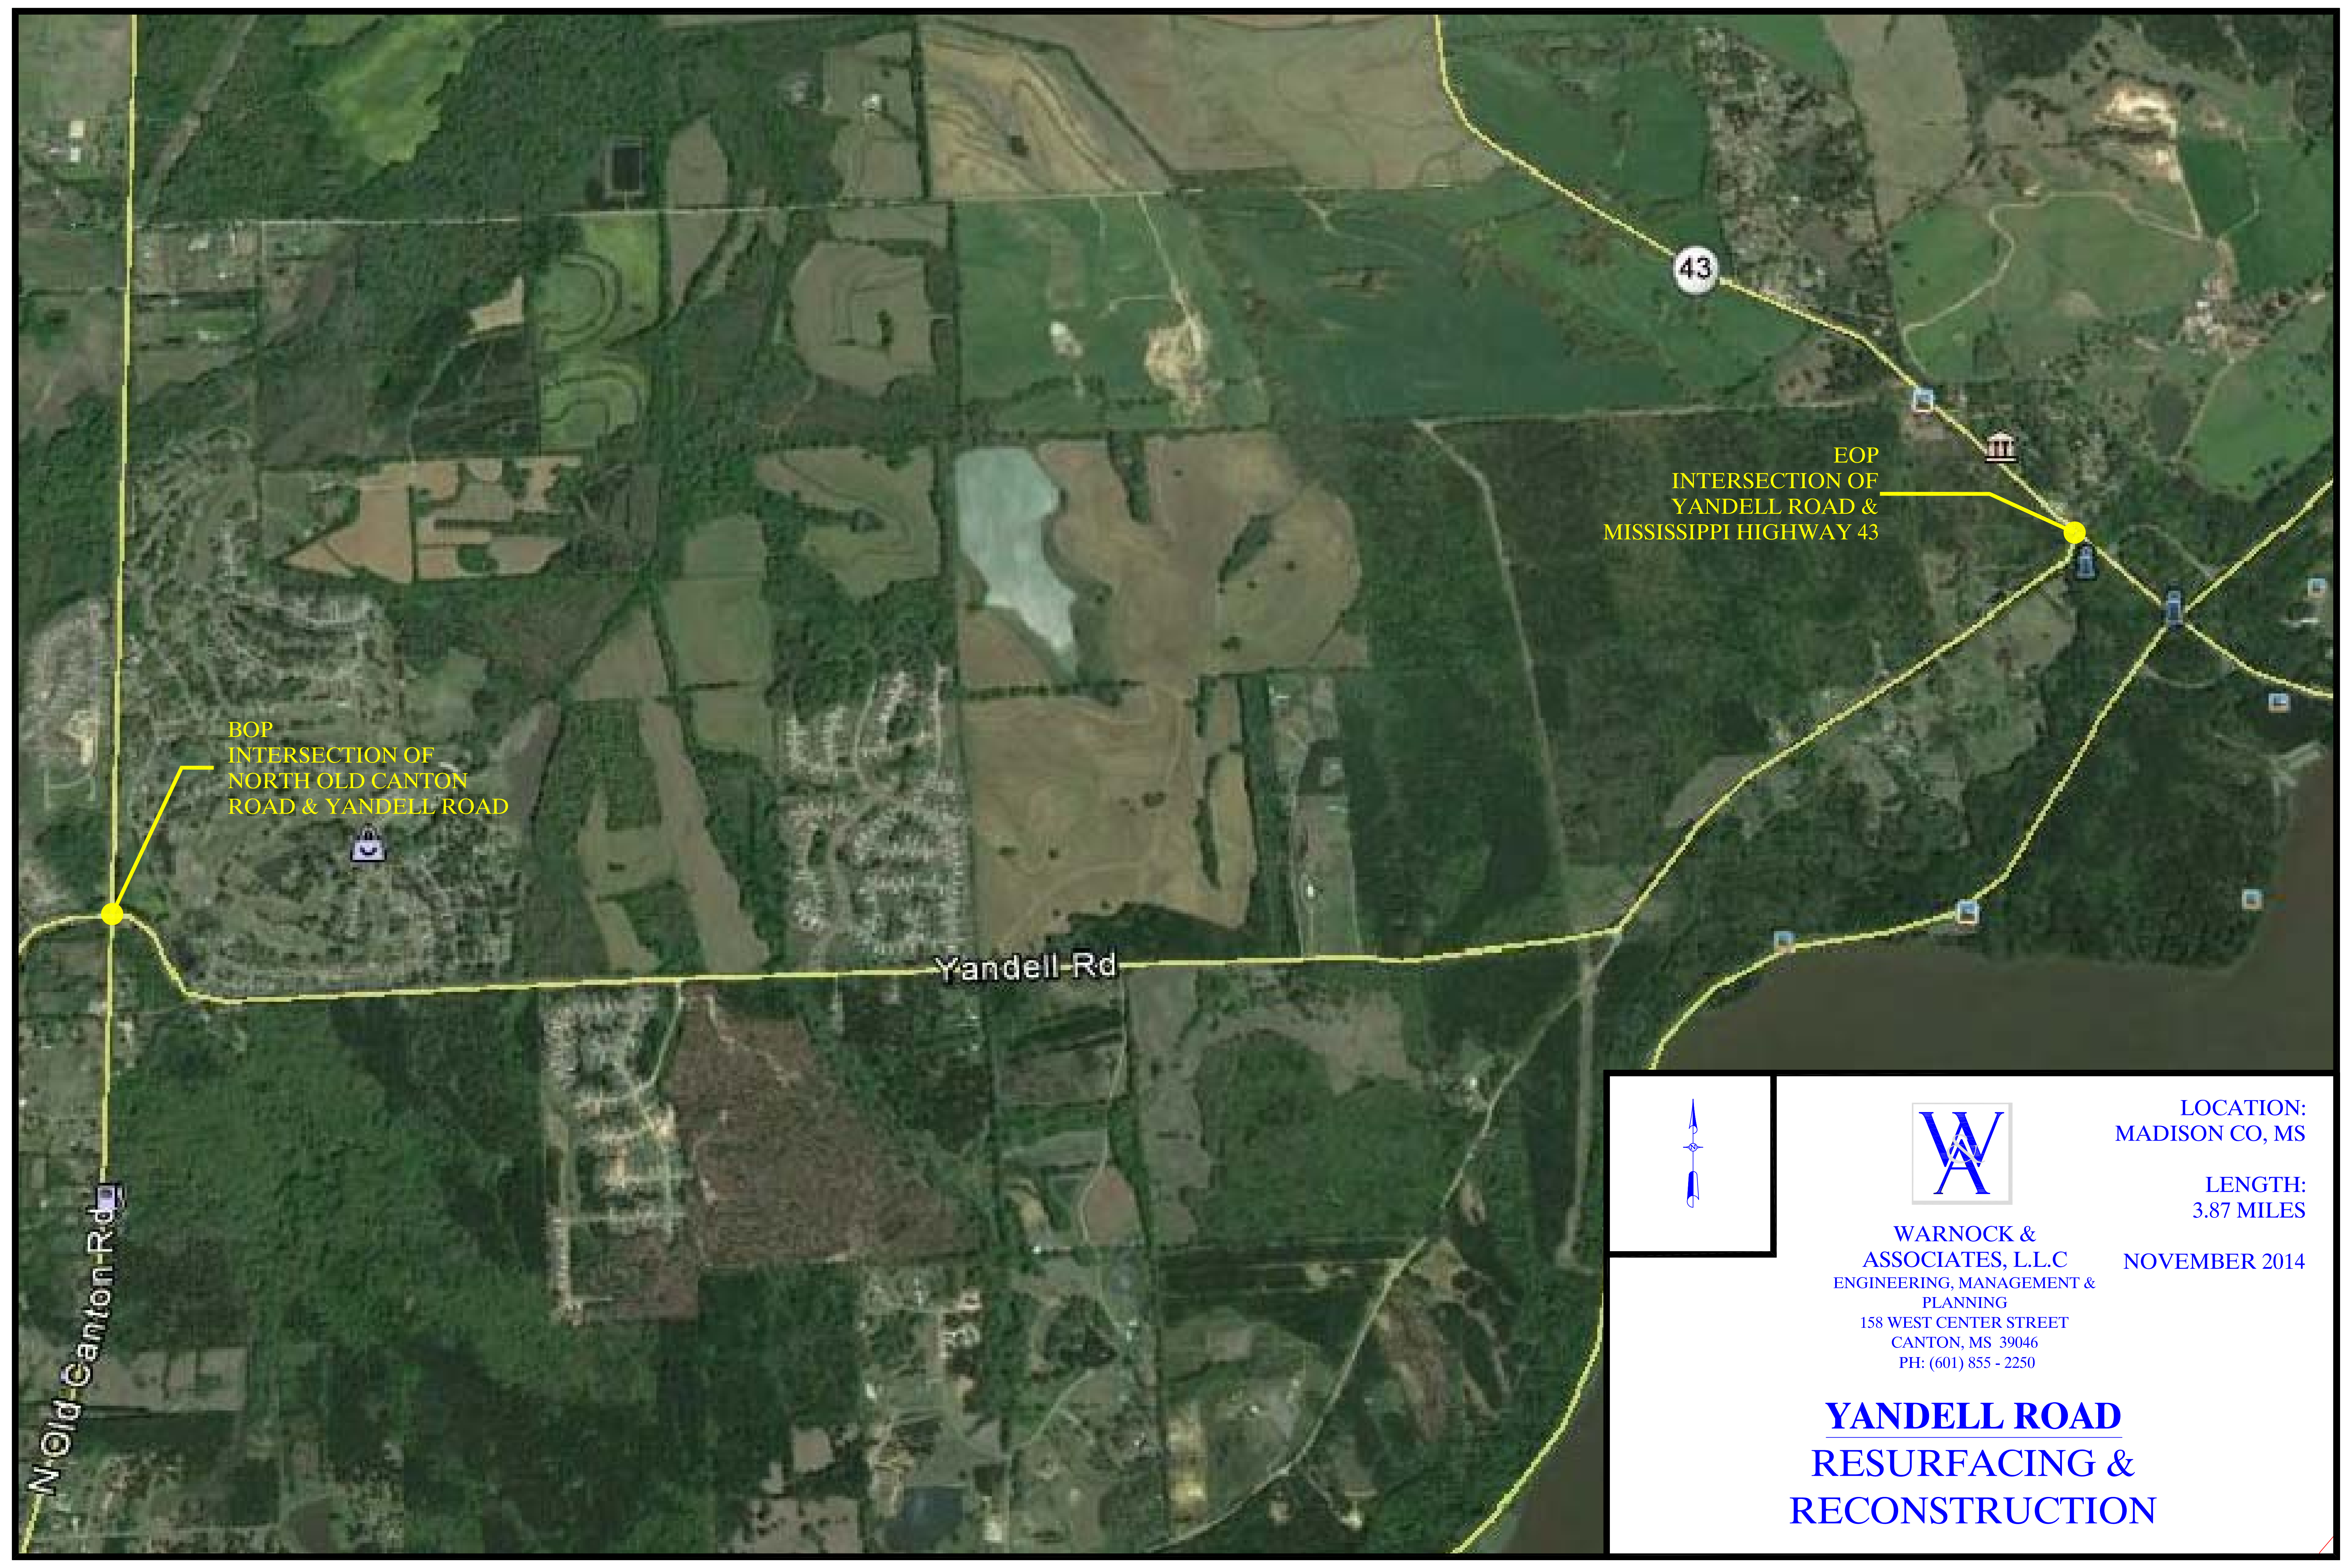 43
EOP
INTERSECTION OF
YANDELL ROAD &
MISSISSIPPI HIGHWAY 43
BOP
INTERSECTION OF
NORTH OLD CANTON
ROAD & YANDELL ROAD
Yandell Rd
N Old Canton Rd
WA
LOCATION:
MADISON CO, MS
LENGTH:
3.87 MILES
NOVEMBER 2014
WARNOCK &
ASSOCIATES, L.L.C
ENGINEERING, MANAGEMENT &
PLANNING
158 WEST CENTER STREET
CANTON, MS  39046
PH: (601) 855 - 2250
YANDELL ROAD
RESURFACING &
RECONSTRUCTION